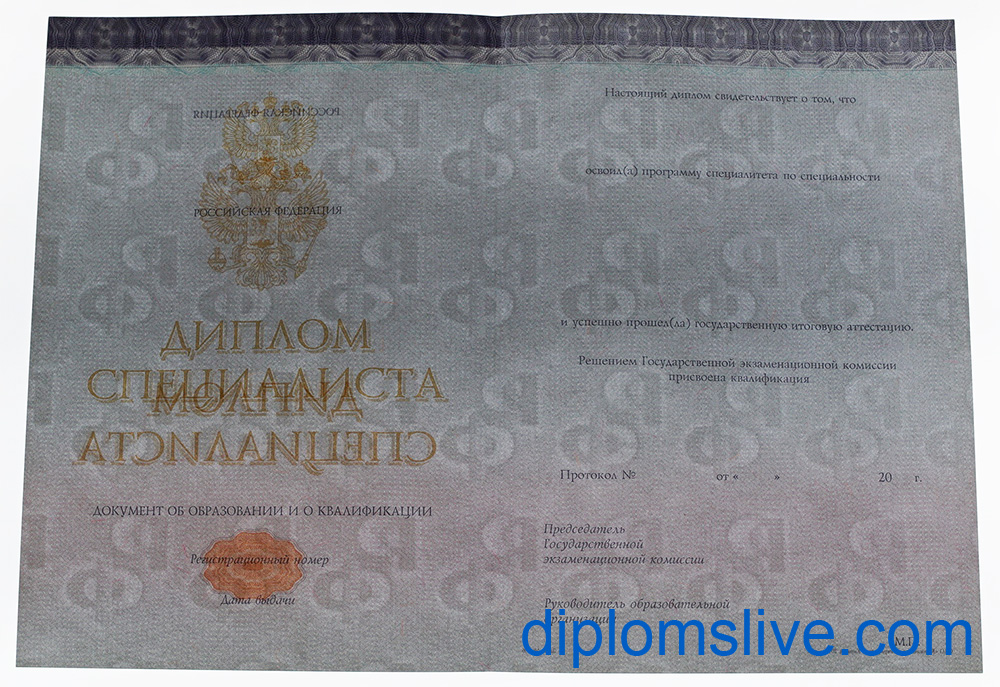 РОССИЙСКАЯ ФЕДЕРАЦИЯ
РОССИЙСКАЯ ФЕДЕРАЦИЯ
ДИПЛОМ
СПЕЦИАЛИСТА
ДИПЛОМ
СПЕЦИАЛИСТА
ДОКУМЕНТ ОБ ОБРАЗОВАНИИ И О КВАЛИФИКАЦИИ
Регистрационный номер
Дата выдачи
Настоящий диплом свидетельствует о том, что
освоил(а) программу специалитета по специальности
и успешно прошел(ла) государственную итоговую аттестацию.
Решением Государственной экзаменационной комиссии
присвоена квалификация
Протокол № от « » 20 г.
Председатель
Государственной
экзаменационной комиссии
Руководитель образовательной
организации
М.П.
diplomslive.com